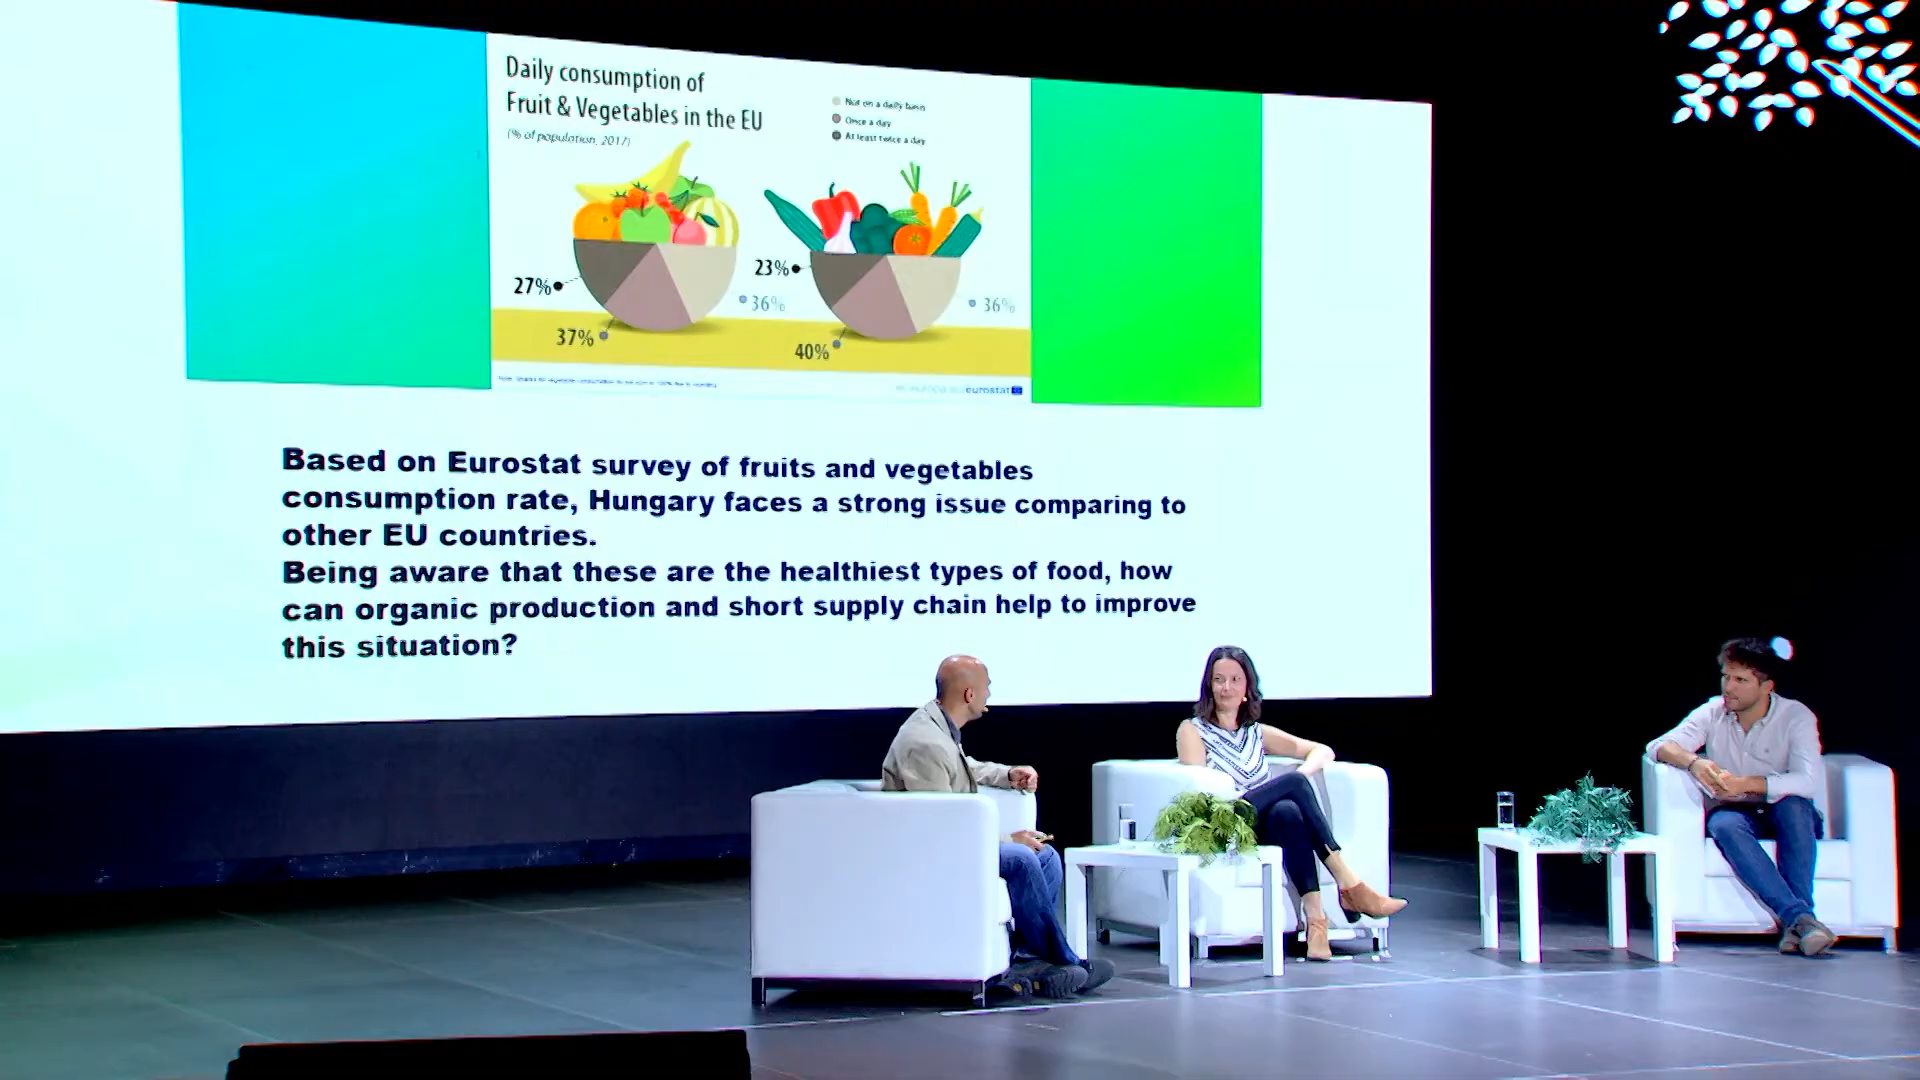 Daily consumption of
Fruit & Vegetables in the EU
(% of population, 2017)
Not on a daily basis
Once a day
At least twice a day
27%
37%
36%
23%
40%
36%
eurostat
Based on Eurostat survey of fruits and vegetables
consumption rate, Hungary faces a strong issue comparing to
other EU countries.
Being aware that these are the healthiest types of food, how
can organic production and short supply chain help to improve
this situation?